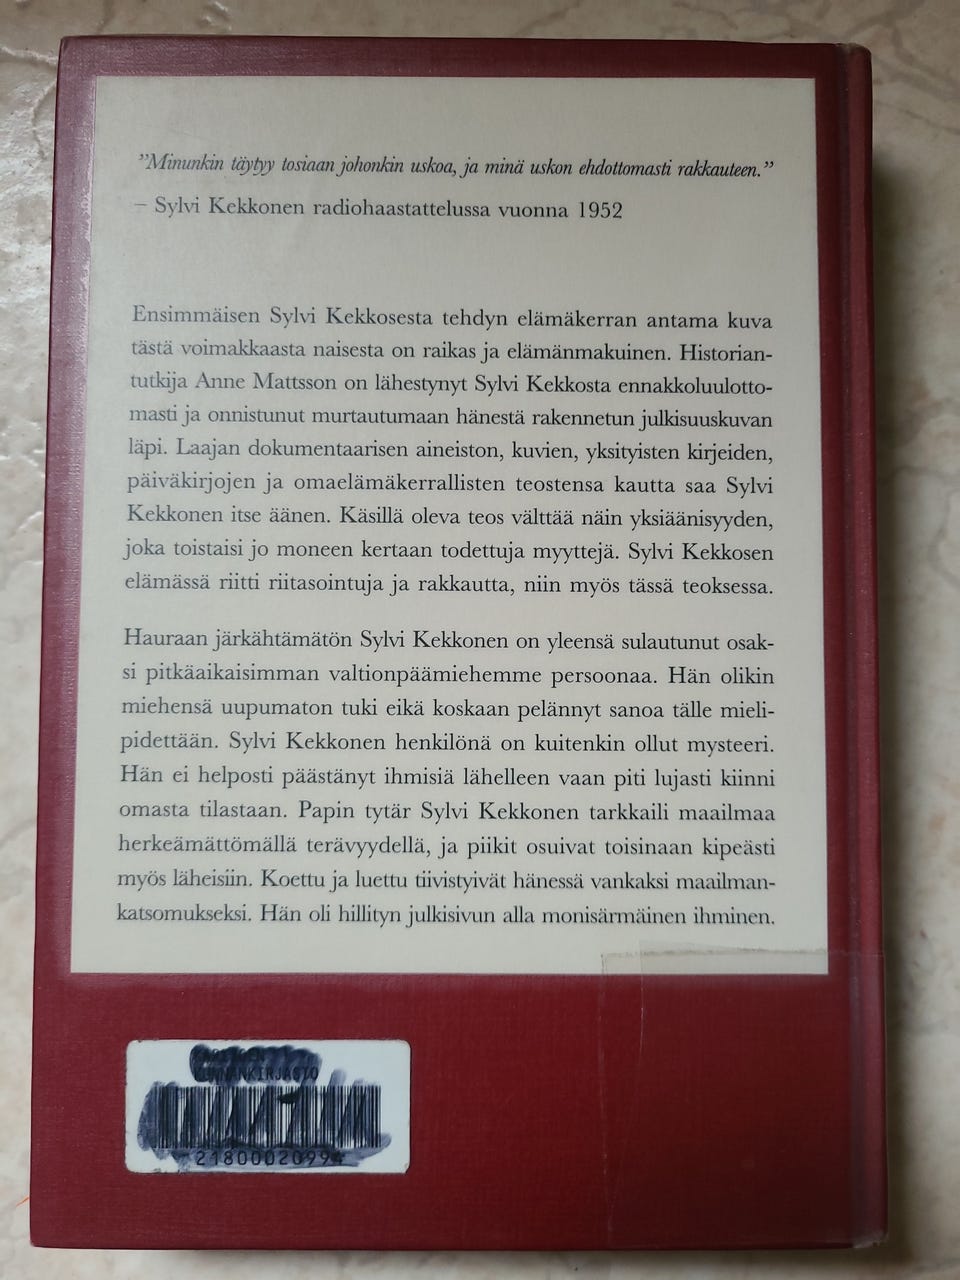 ”Minunkin täytyy tosiaan johonkin uskoa, ja minä uskon ehdottomasti rakkauteen.”
– Sylvi Kekkonen radiohaastattelussa vuonna 1952
Ensimmäisen Sylvi Kekkosesta tehdyn elämäkerran antama kuva
tästä voimakkaasta naisesta on raikas ja elämänmakuinen. Historian-
tutkija Anne Mattsson on lähestynyt Sylvi Kekkosta ennakkoluulotto-
masti ja onnistunut murtautumaan hänestä rakennetun julkisuuskuvan
läpi. Laajan dokumentaarisen aineiston, kuvien, yksityisten kirjeiden,
päiväkirjojen ja omaelämäkerrallisten teostensa kautta saa Sylvi
Kekkonen itse äänen. Käsillä oleva teos välttää näin yksiäänisyyden,
joka toistaisi jo moneen kertaan todettuja myyttejä. Sylvi Kekkosen
elämässä riitti riitasointuja ja rakkautta, niin myös tässä teoksessa.
Hauraan järkähtämätön Sylvi Kekkonen on yleensä sulautunut osak-
si pitkäaikaisimman valtionpäämiehemme persoonaa. Hän olikin
miehensä uupumaton tuki eikä koskaan pelännyt sanoa tälle mieli-
pidettään. Sylvi Kekkonen henkilönä on kuitenkin ollut mysteeri.
Hän ei helposti päästänyt ihmisiä lähelleen vaan piti lujasti kiinni
omasta tilastaan. Papin tytär Sylvi Kekkonen tarkkaili maailmaa
herkeämättömällä terävyydellä, ja piikit osuivat toisinaan kipeästi
myös läheisiin. Koettu ja luettu tiivistyivät hänessä vankaksi maailman-
katsomukseksi. Hän oli hillityn julkisivun alla monisärmäinen ihminen.
KUNNANKIRJASTO